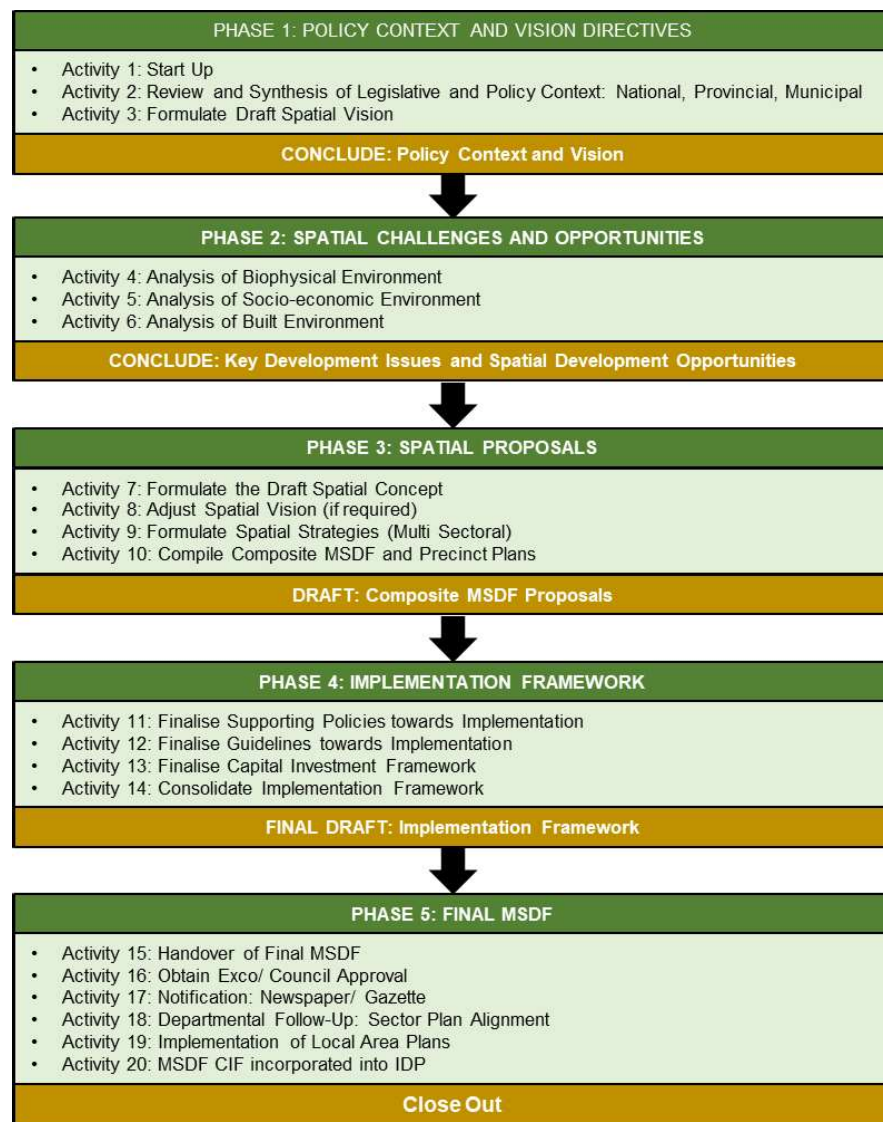 PHASE 1: POLICY CONTEXT AND VISION DIRECTIVES
• Activity 1: Start Up
• Activity 2: Review and Synthesis of Legislative and Policy Context: National, Provincial, Municipal
• Activity 3: Formulate Draft Spatial Vision
CONCLUDE: Policy Context and Vision
PHASE 2: SPATIAL CHALLENGES AND OPPORTUNITIES
• Activity 4: Analysis of Biophysical Environment
• Activity 5: Analysis of Socio-economic Environment
• Activity 6: Analysis of Built Environment
CONCLUDE: Key Development Issues and Spatial Development Opportunities
PHASE 3: SPATIAL PROPOSALS
• Activity 7: Formulate the Draft Spatial Concept
• Activity 8: Adjust Spatial Vision (if required)
• Activity 9: Formulate Spatial Strategies (Multi Sectoral)
• Activity 10: Compile Composite MSDF and Precinct Plans
DRAFT: Composite MSDF Proposals
PHASE 4: IMPLEMENTATION FRAMEWORK
• Activity 11: Finalise Supporting Policies towards Implementation
• Activity 12: Finalise Guidelines towards Implementation
• Activity 13: Finalise Capital Investment Framework
• Activity 14: Consolidate Implementation Framework
FINAL DRAFT: Implementation Framework
PHASE 5: FINAL MSDF
• Activity 15: Handover of Final MSDF
• Activity 16: Obtain Exco/ Council Approval
• Activity 17: Notification: Newspaper/ Gazette
• Activity 18: Departmental Follow-Up: Sector Plan Alignment
• Activity 19: Implementation of Local Area Plans
• Activity 20: MSDF CIF incorporated into IDP
Close Out